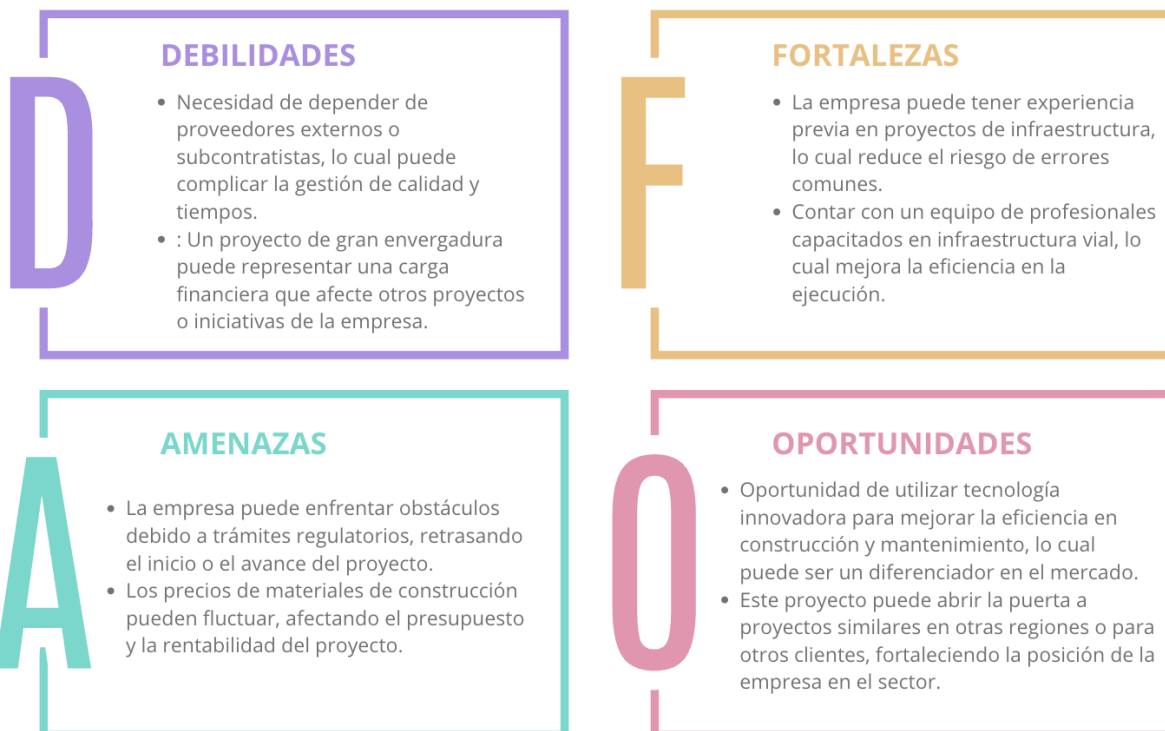 D
DEBILIDADES
• Necesidad de depender de
proveedores externos o
subcontratistas, lo cual puede
complicar la gestión de calidad y
tiempos.
• : Un proyecto de gran envergadura
puede representar una carga
financiera que afecte otros proyectos
o iniciativas de la empresa.
F
FORTALEZAS
• La empresa puede tener experiencia
previa en proyectos de infraestructura,
lo cual reduce el riesgo de errores
comunes.
• Contar con un equipo de profesionales
capacitados en infraestructura vial, lo
cual mejora la eficiencia en la
ejecución.
A
AMENAZAS
• La empresa puede enfrentar obstáculos
debido a trámites regulatorios, retrasando
el inicio o el avance del proyecto.
• Los precios de materiales de construcción
pueden fluctuar, afectando el presupuesto
y la rentabilidad del proyecto.
O
OPORTUNIDADES
• Oportunidad de utilizar tecnología
innovadora para mejorar la eficiencia en
construcción y mantenimiento, lo cual
puede ser un diferenciador en el mercado.
• Este proyecto puede abrir la puerta a
proyectos similares en otras regiones o para
otros clientes, fortaleciendo la posición de la
empresa en el sector.